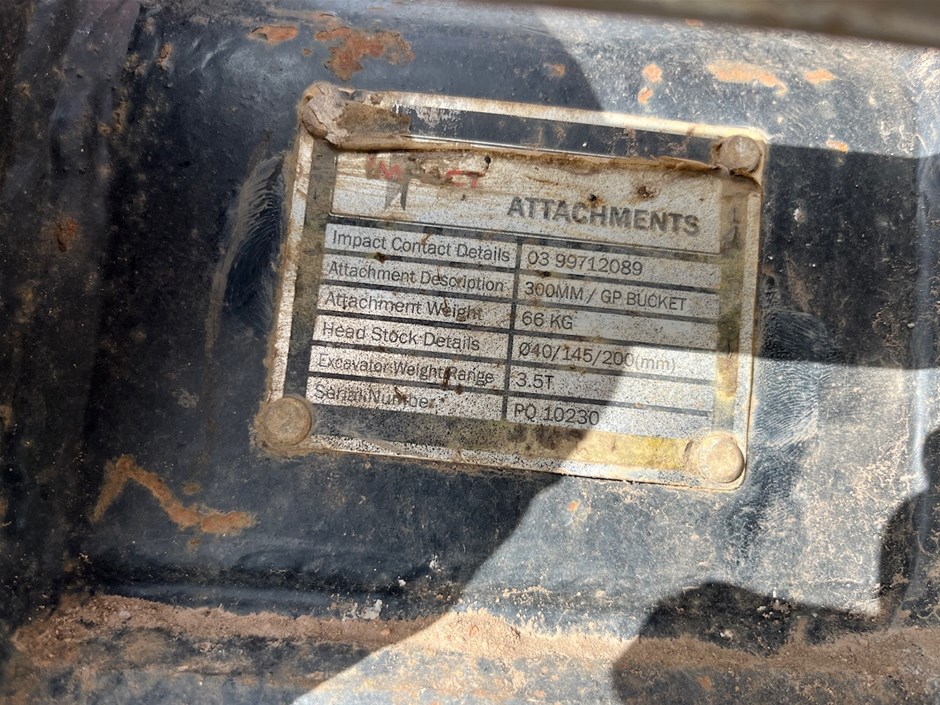 ATTACHMENTS
Impact Contact Details 03 99712089
Attachment Description 300MM / GP BUCKET
Attachment Weight 66 KG
Head Stock Details Ø40/145/200(mm)
Excavator Weight Range 3.5T
Serial Number PO 10230